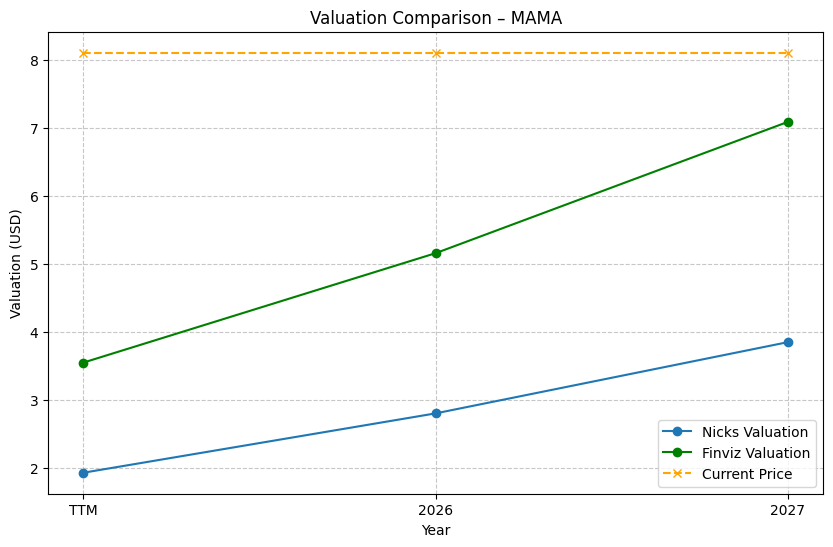 Valuation Comparison – MAMA
Valuation (USD)
8
7
6
5
4
3
2
TTM
2026
2027
Year
Nicks Valuation
Finviz Valuation
Current Price